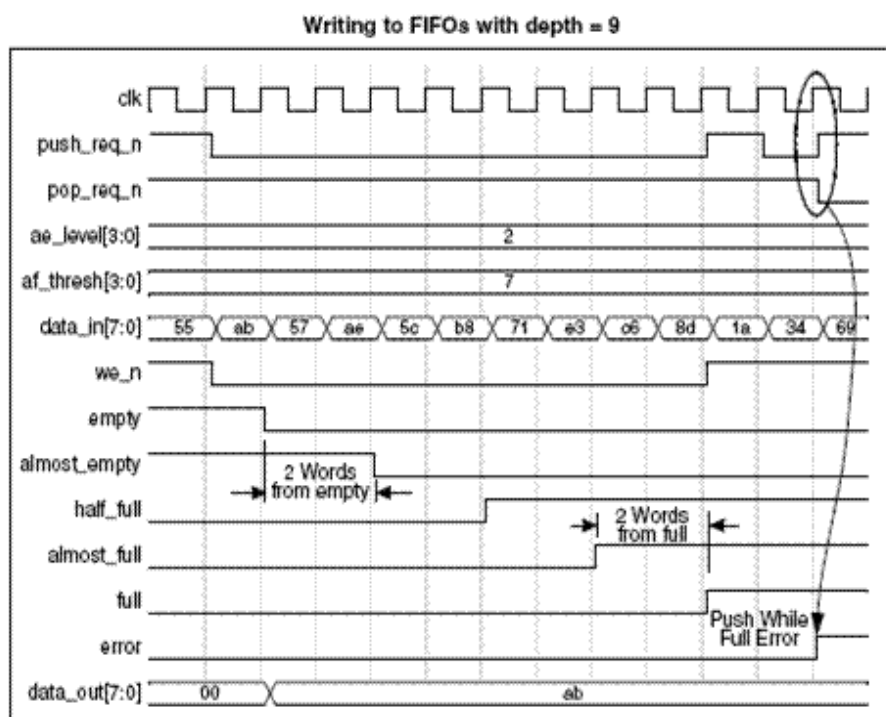 Writing to FIFOs with depth = 9
clk
push_req_n
pop_req_n
ae_level[3:0] 2
af_thresh[3:0] 7
data_in[7:0] 55 ab 57 ae 5c b8 71 e3 c6 8d 1a 34 69
we_n
empty
almost_empty
2 Words
from empty
half_full
2 Words
from full
almost_full
full
Push While
Full Error
error
data_out[7:0] 00 ab